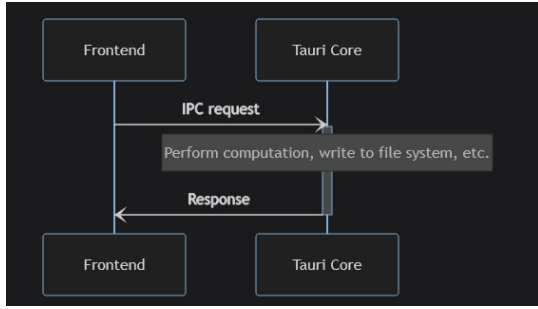 Frontend
Tauri Core
IPC request
Perform computation, write to file system, etc.
Response
Frontend
Tauri Core